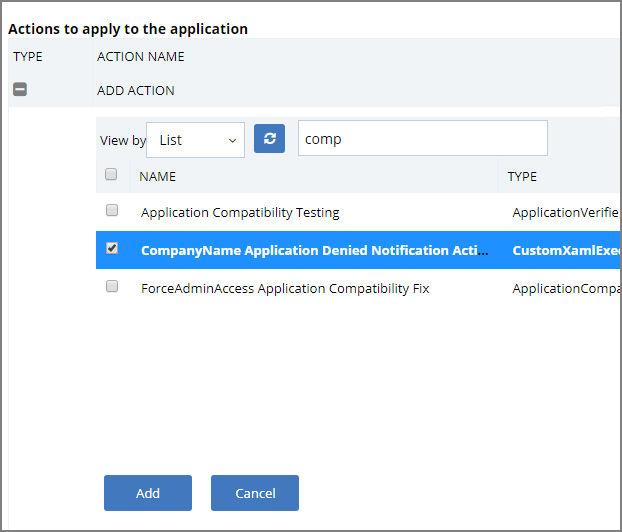 Actions to apply to the application
TYPE ACTION NAME
ADD ACTION
View by List comp
NAME TYPE
Application Compatibility Testing ApplicationVerifie
CompanyName Application Denied Notification Acti... CustomXamlExec
ForceAdminAccess Application Compatibility Fix ApplicationCompa
Add Cancel